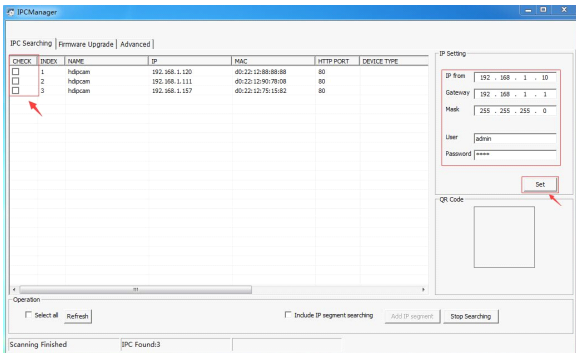 IPCManager
IPC Searching Firmware Upgrade Advanced
CHECK INDEX NAME IP MAC HTTP PORT DEVICE TYPE
1 hdipcam 192.168.1.120 d0:22:12:88:88:88 80
2 hdipcam 192.168.1.111 d0:22:12:90:78:08 80
3 hdipcam 192.168.1.157 d0:22:12:75:15:82 80
IP Setting
IP from 192 . 168 . 1 . 10
Gateway 192 . 168 . 1 . 1
Mask 255 . 255 . 255 . 0
User admin
Password ****
Set
QR Code
Operation
Select all Refresh Include IP segment searching Add IP segment Stop Searching
Scanning Finished IPC Found:3